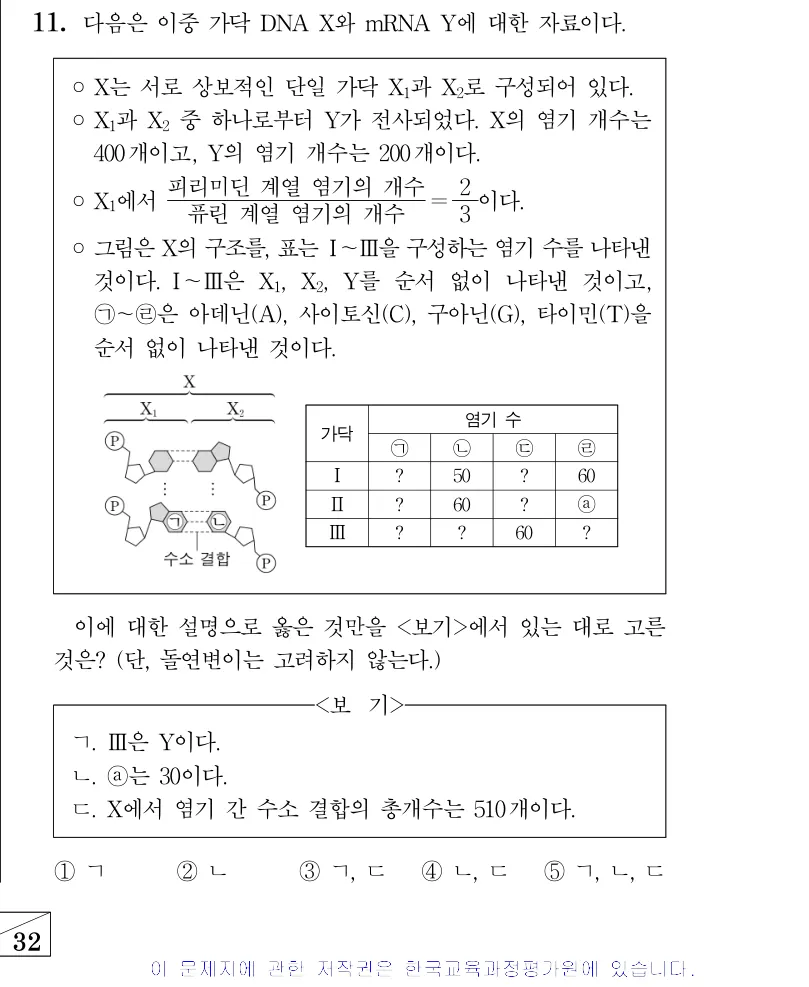 11. 다음은 이중 가닥 DNA X와 mRNA Y에 대한 자료이다.
○ X는 서로 상보적인 단일 가닥 X₁과 X₂로 구성되어 있다.
○ X₁과 X₂ 중 하나로부터 Y가 전사되었다. X의 염기 개수는
400개이고, Y의 염기 개수는 200개이다.
○ X₁에서 피리미딘 계열 염기의 개수/퓨린 계열 염기의 개수 = 2/3이다.
○ 그림은 X의 구조를, 표는 Ⅰ~Ⅲ을 구성하는 염기 수를 나타낸
것이다. Ⅰ~Ⅲ은 X₁, X₂, Y를 순서 없이 나타낸 것이고,
㉠~㉣은 아데닌(A), 사이토신(C), 구아닌(G), 타이민(T)을
순서 없이 나타낸 것이다.
X
X₁ X₂
P
P P
㉠ ㉡
수소 결합 P
가닥 염기 수
㉠ ㉡ ㉢ ㉣
Ⅰ ? 50 ? 60
Ⅱ ? 60 ? ⓐ
Ⅲ ? ? 60 ?
이에 대한 설명으로 옳은 것만을 <보기>에서 있는 대로 고른
것은? (단, 돌연변이는 고려하지 않는다.)
<보 기>
ㄱ. Ⅲ은 Y이다.
ㄴ. ⓐ는 30이다.
ㄷ. X에서 염기 간 수소 결합의 총개수는 510개이다.
① ㄱ ② ㄴ ③ ㄱ, ㄷ ④ ㄴ, ㄷ ⑤ ㄱ, ㄴ, ㄷ
32
이 문제지에 관한 저작권은 한국교육과정평가원에 있습니다.